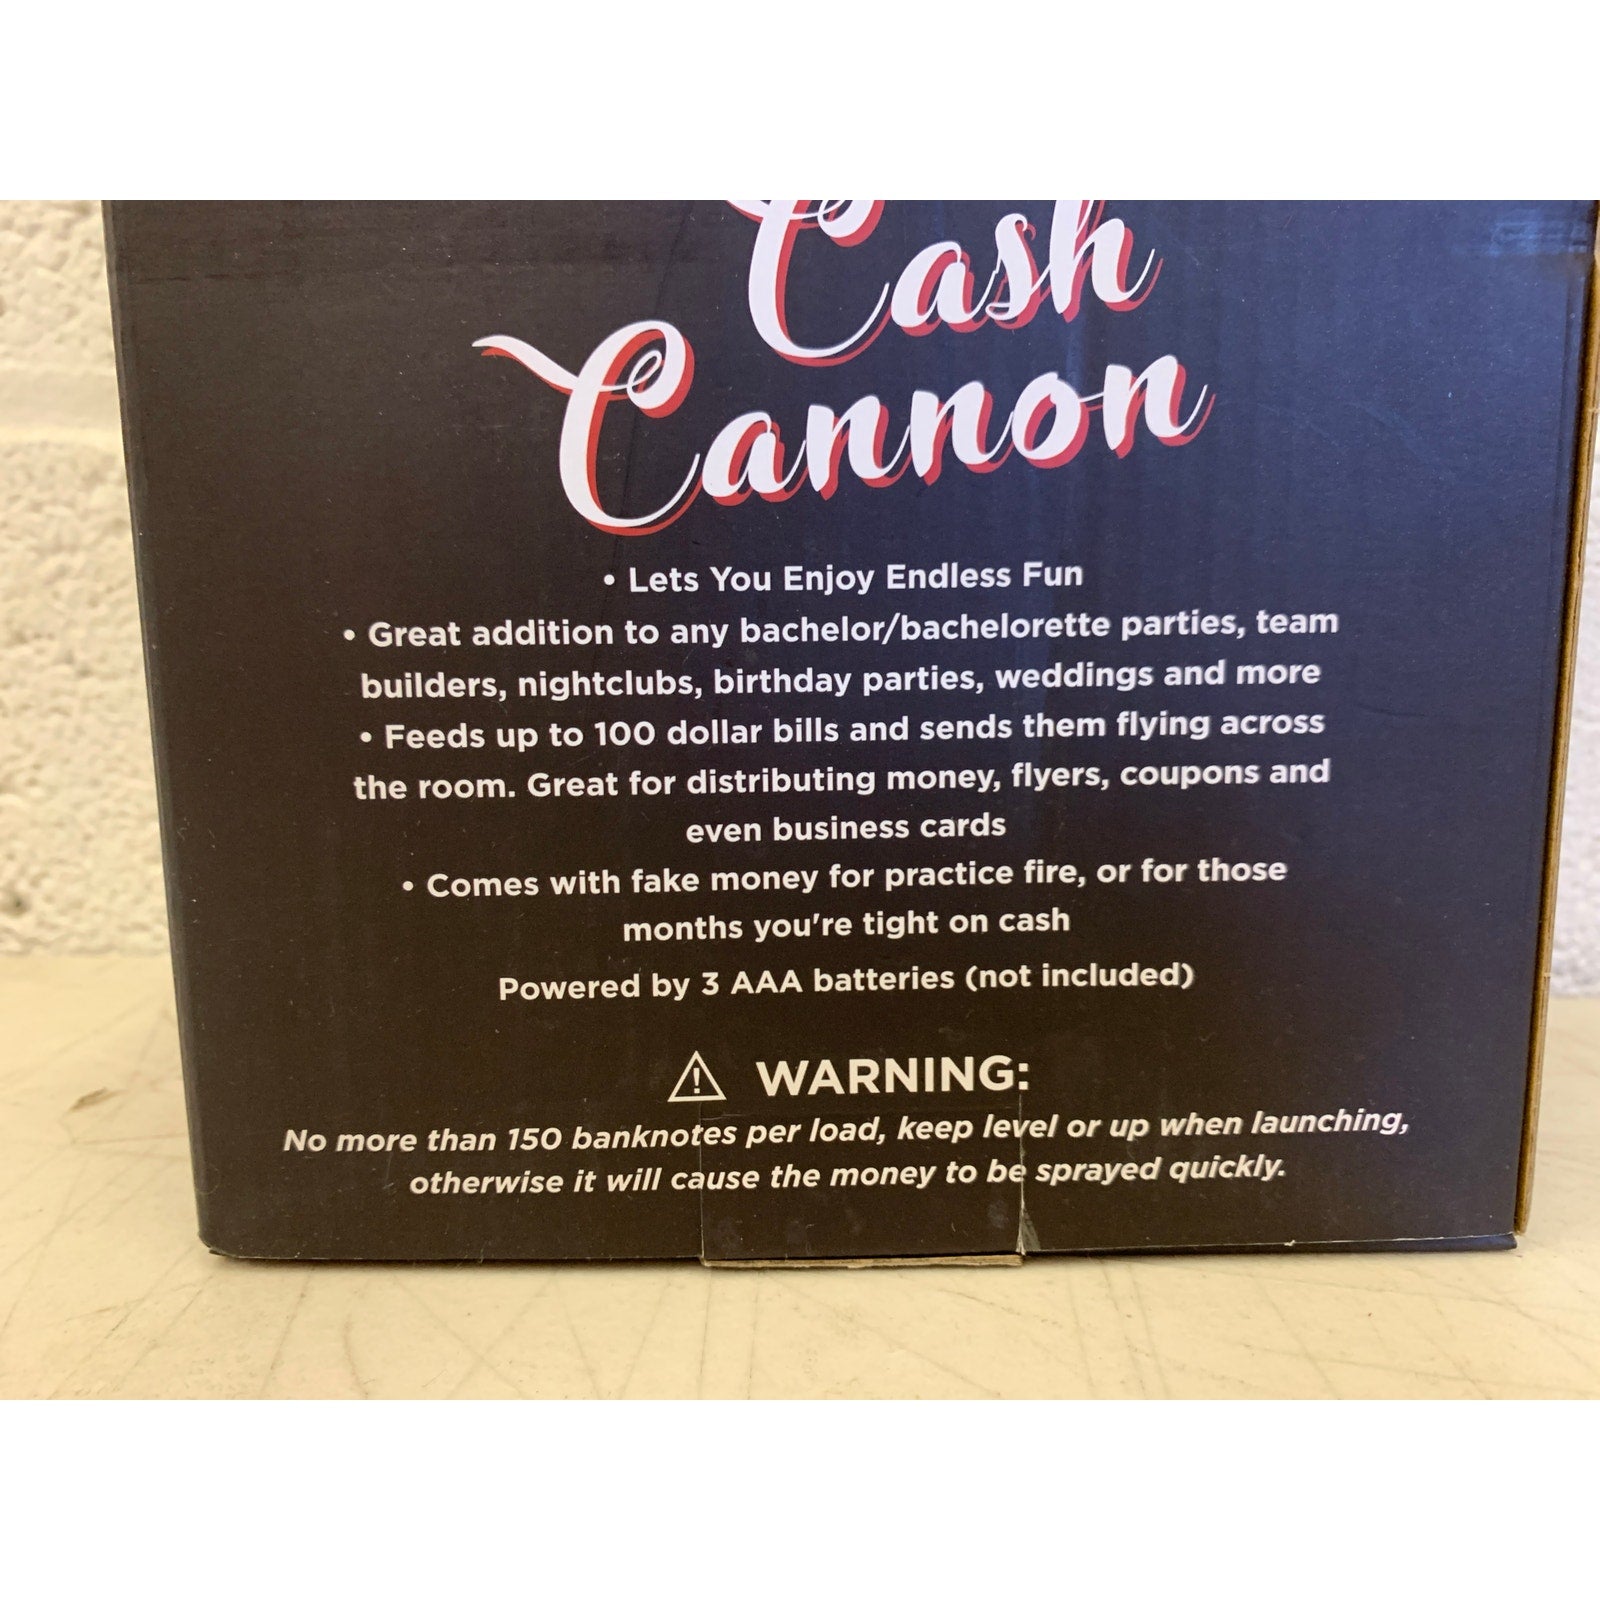 Cash
Cannon
• Lets You Enjoy Endless Fun
• Great addition to any bachelor/bachelorette parties, team
builders, nightclubs, birthday parties, weddings and more
• Feeds up to 100 dollar bills and sends them flying across
the room. Great for distributing money, flyers, coupons and
even business cards
• Comes with fake money for practice fire, or for those
months you're tight on cash
Powered by 3 AAA batteries (not included)
⚠ WARNING:
No more than 150 banknotes per load, keep level or up when launching,
otherwise it will cause the money to be sprayed quickly.